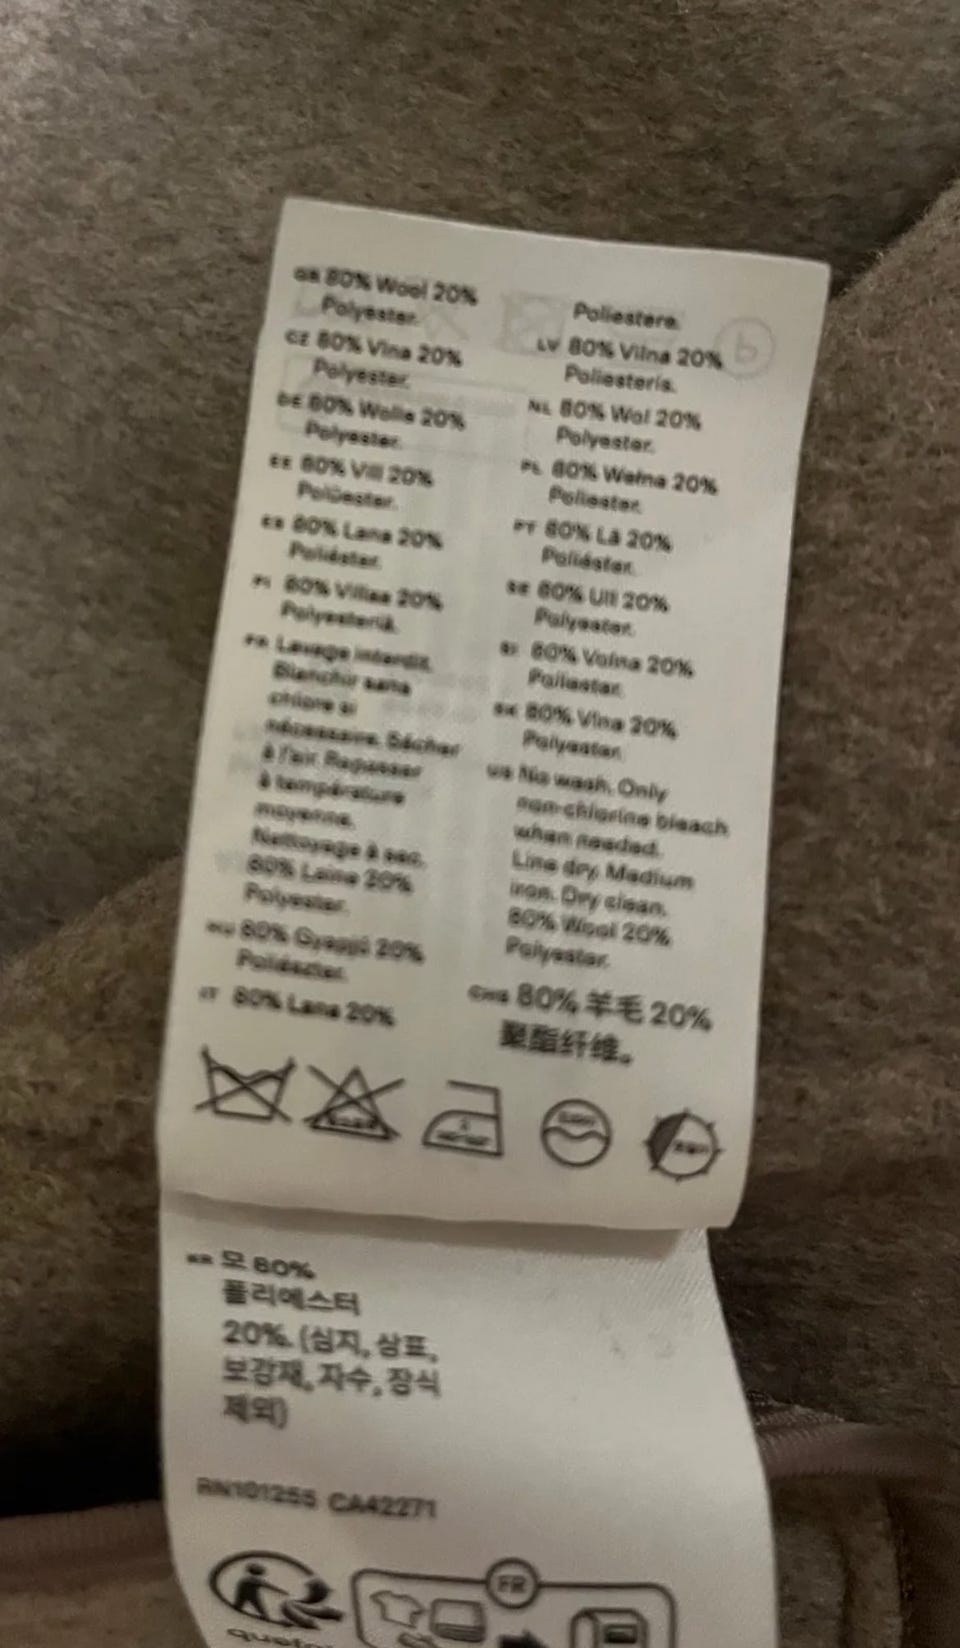 GB 80% Wool 20%
Polyester.
CZ 80% Vlna 20%
Polyester.
DE 80% Wolle 20%
Polyester.
EE 80% Vill 20%
Polüester.
ES 80% Lana 20%
Poliéster.
FI 80% Villaa 20%
Polyesteriä.
FR Lavage interdit.
Blanchir sans
chlore si
nécessaire. Sécher
à l'air. Repasser
à température
moyenne.
Nettoyage à sec.
80% Laine 20%
Polyester.
HU 80% Gyapjú 20%
Poliészter.
IT 80% Lana 20%
Poliestere.
LV 80% Vilna 20%
Poliesteris.
NL 80% Wol 20%
Polyester.
PL 80% Wełna 20%
Poliester.
PT 80% Lã 20%
Poliéster.
SE 80% Ull 20%
Polyester.
SI 80% Volna 20%
Poliester.
SK 80% Vlna 20%
Polyester.
US No wash. Only
non-chlorine bleach
when needed.
Line dry. Medium
iron. Dry clean.
80% Wool 20%
Polyester.
CHS 80% 羊毛 20%
聚酯纤维。
KR 모 80%
폴리에스터
20%. (심지, 상표,
보강재, 자수, 장식
제외)
RN101255 CA42271
FR